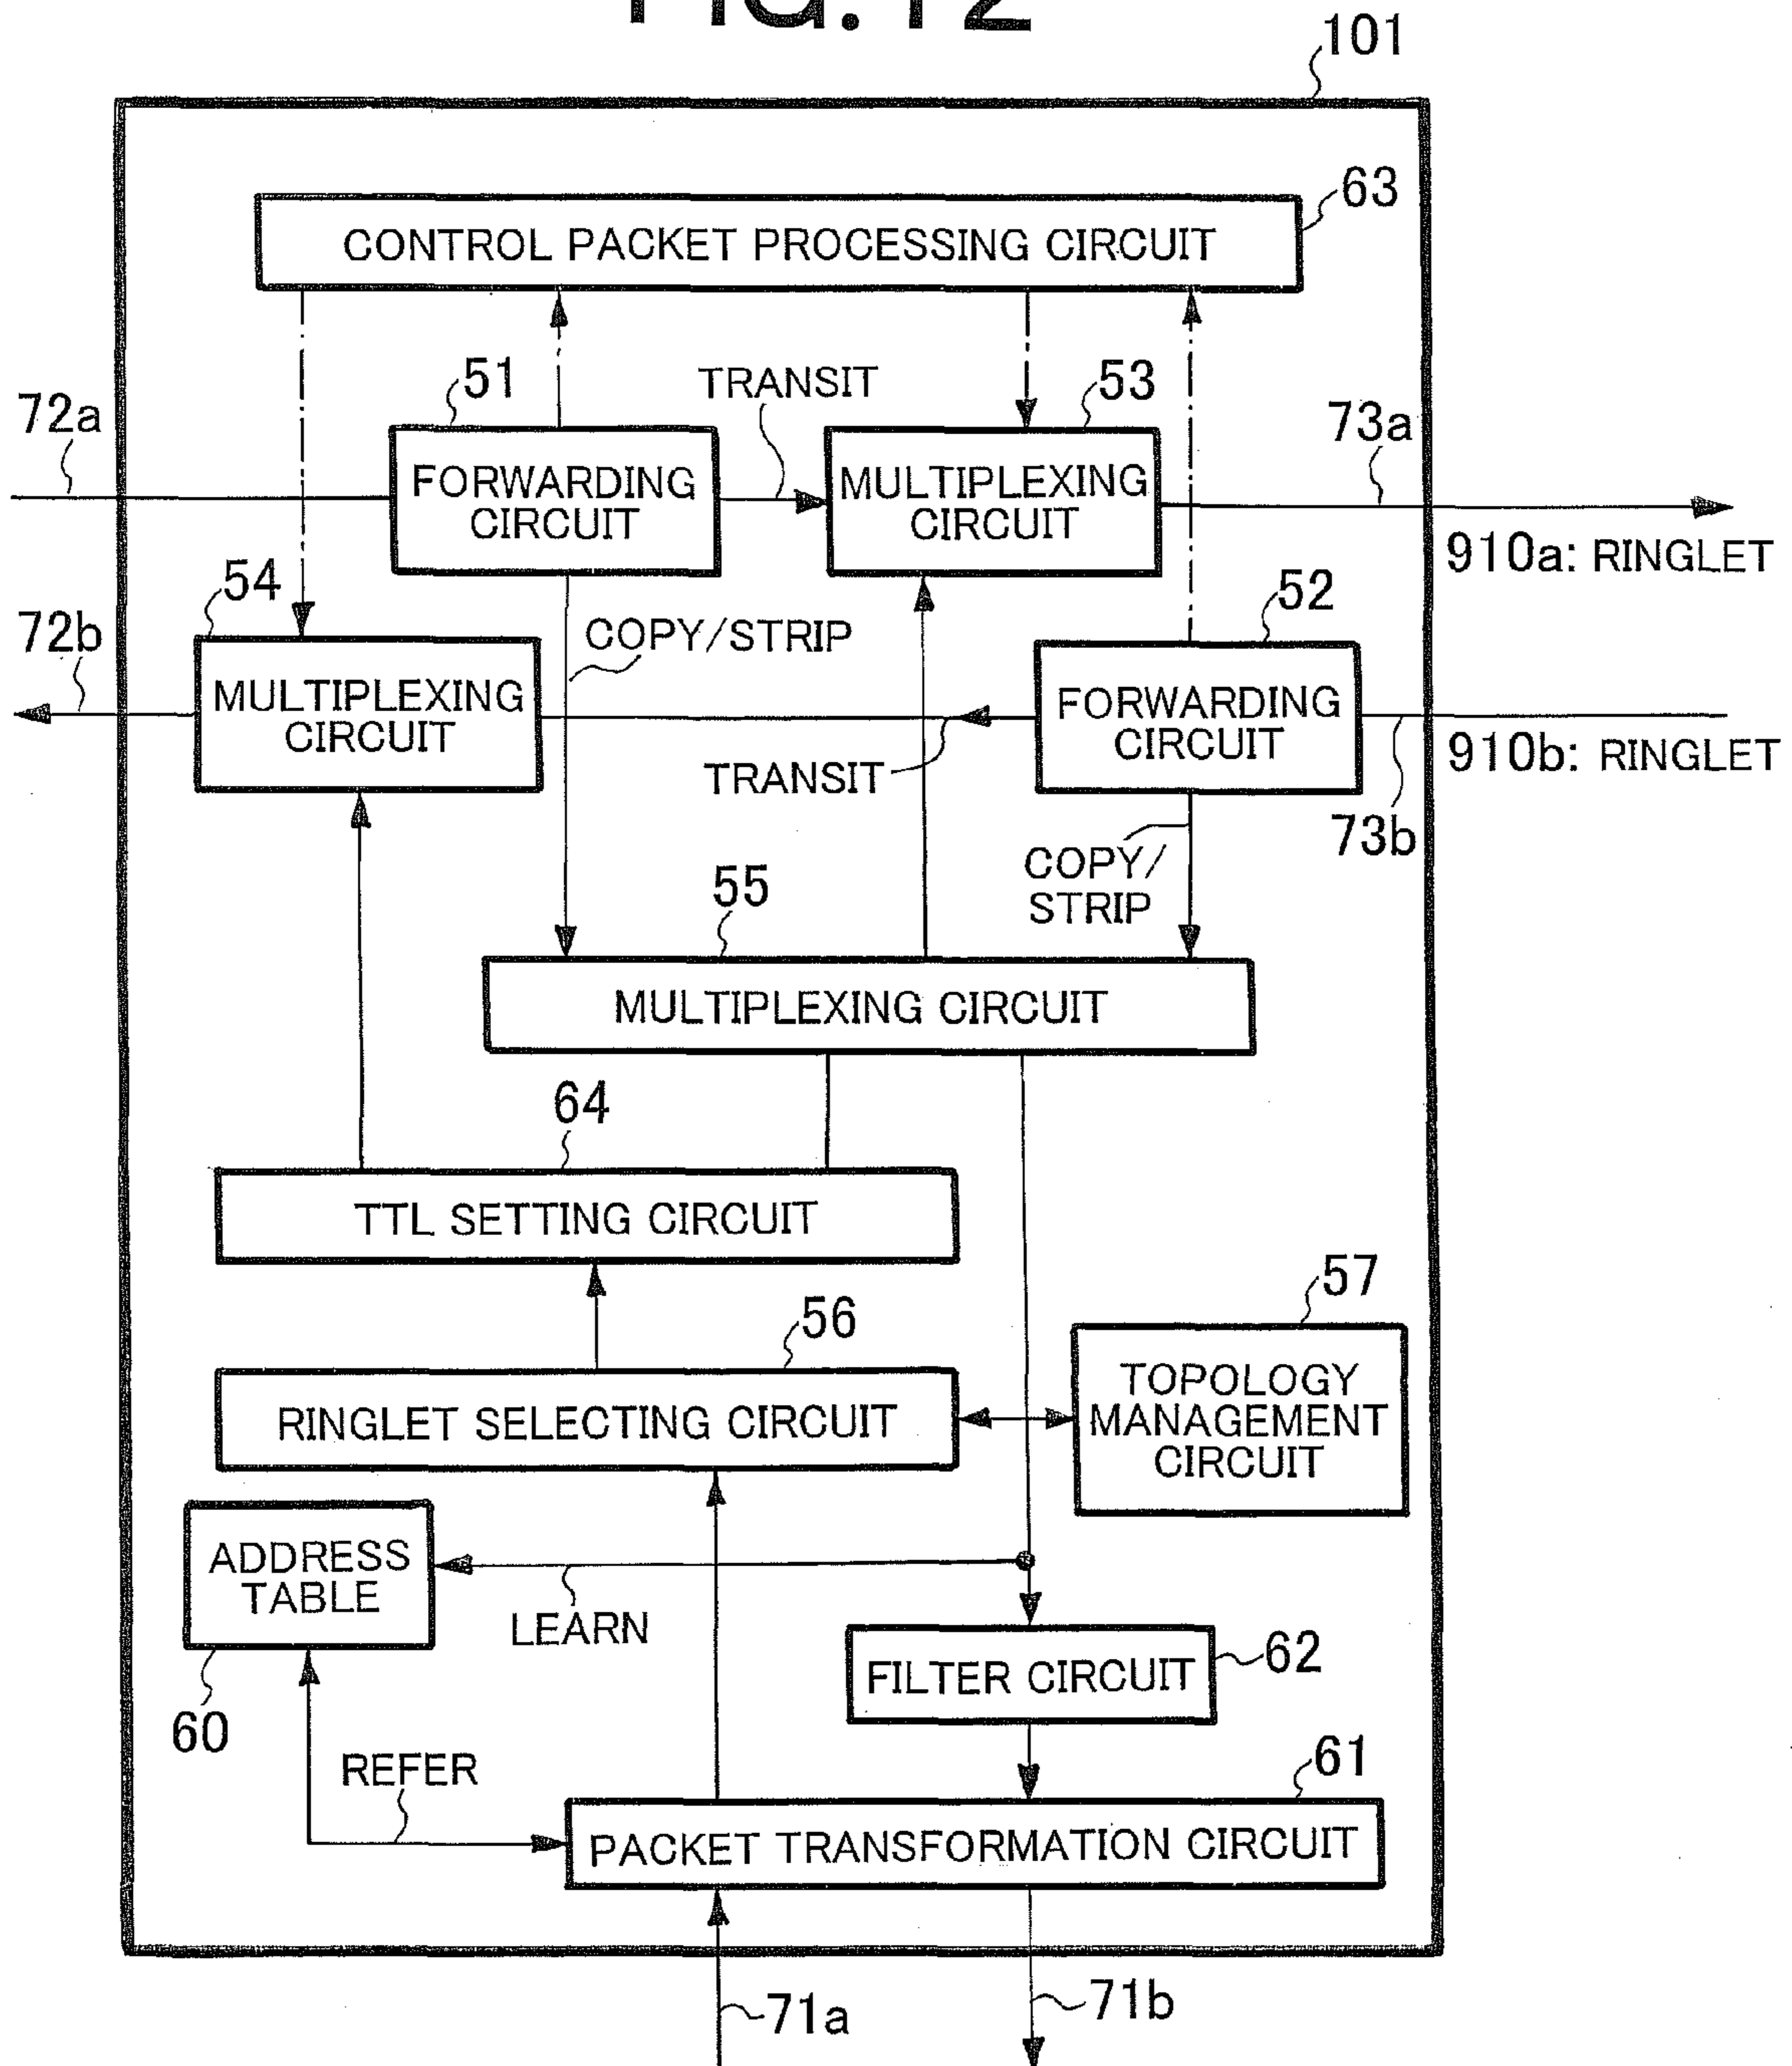 FIG.12
101
63
CONTROL PACKET PROCESSING CIRCUIT
51
TRANSIT
53
72a
73a
FORWARDING
CIRCUIT
MULTIPLEXING
CIRCUIT
910a: RINGLET
54
52
72b
COPY/STRIP
MULTIPLEXING
CIRCUIT
FORWARDING
CIRCUIT
TRANSIT
910b: RINGLET
73b
COPY/
STRIP
55
MULTIPLEXING CIRCUIT
64
TTL SETTING CIRCUIT
57
56
TOPOLOGY
MANAGEMENT
CIRCUIT
RINGLET SELECTING CIRCUIT
ADDRESS
TABLE
LEARN
62
FILTER CIRCUIT
60
REFER
61
PACKET TRANSFORMATION CIRCUIT
71a
71b